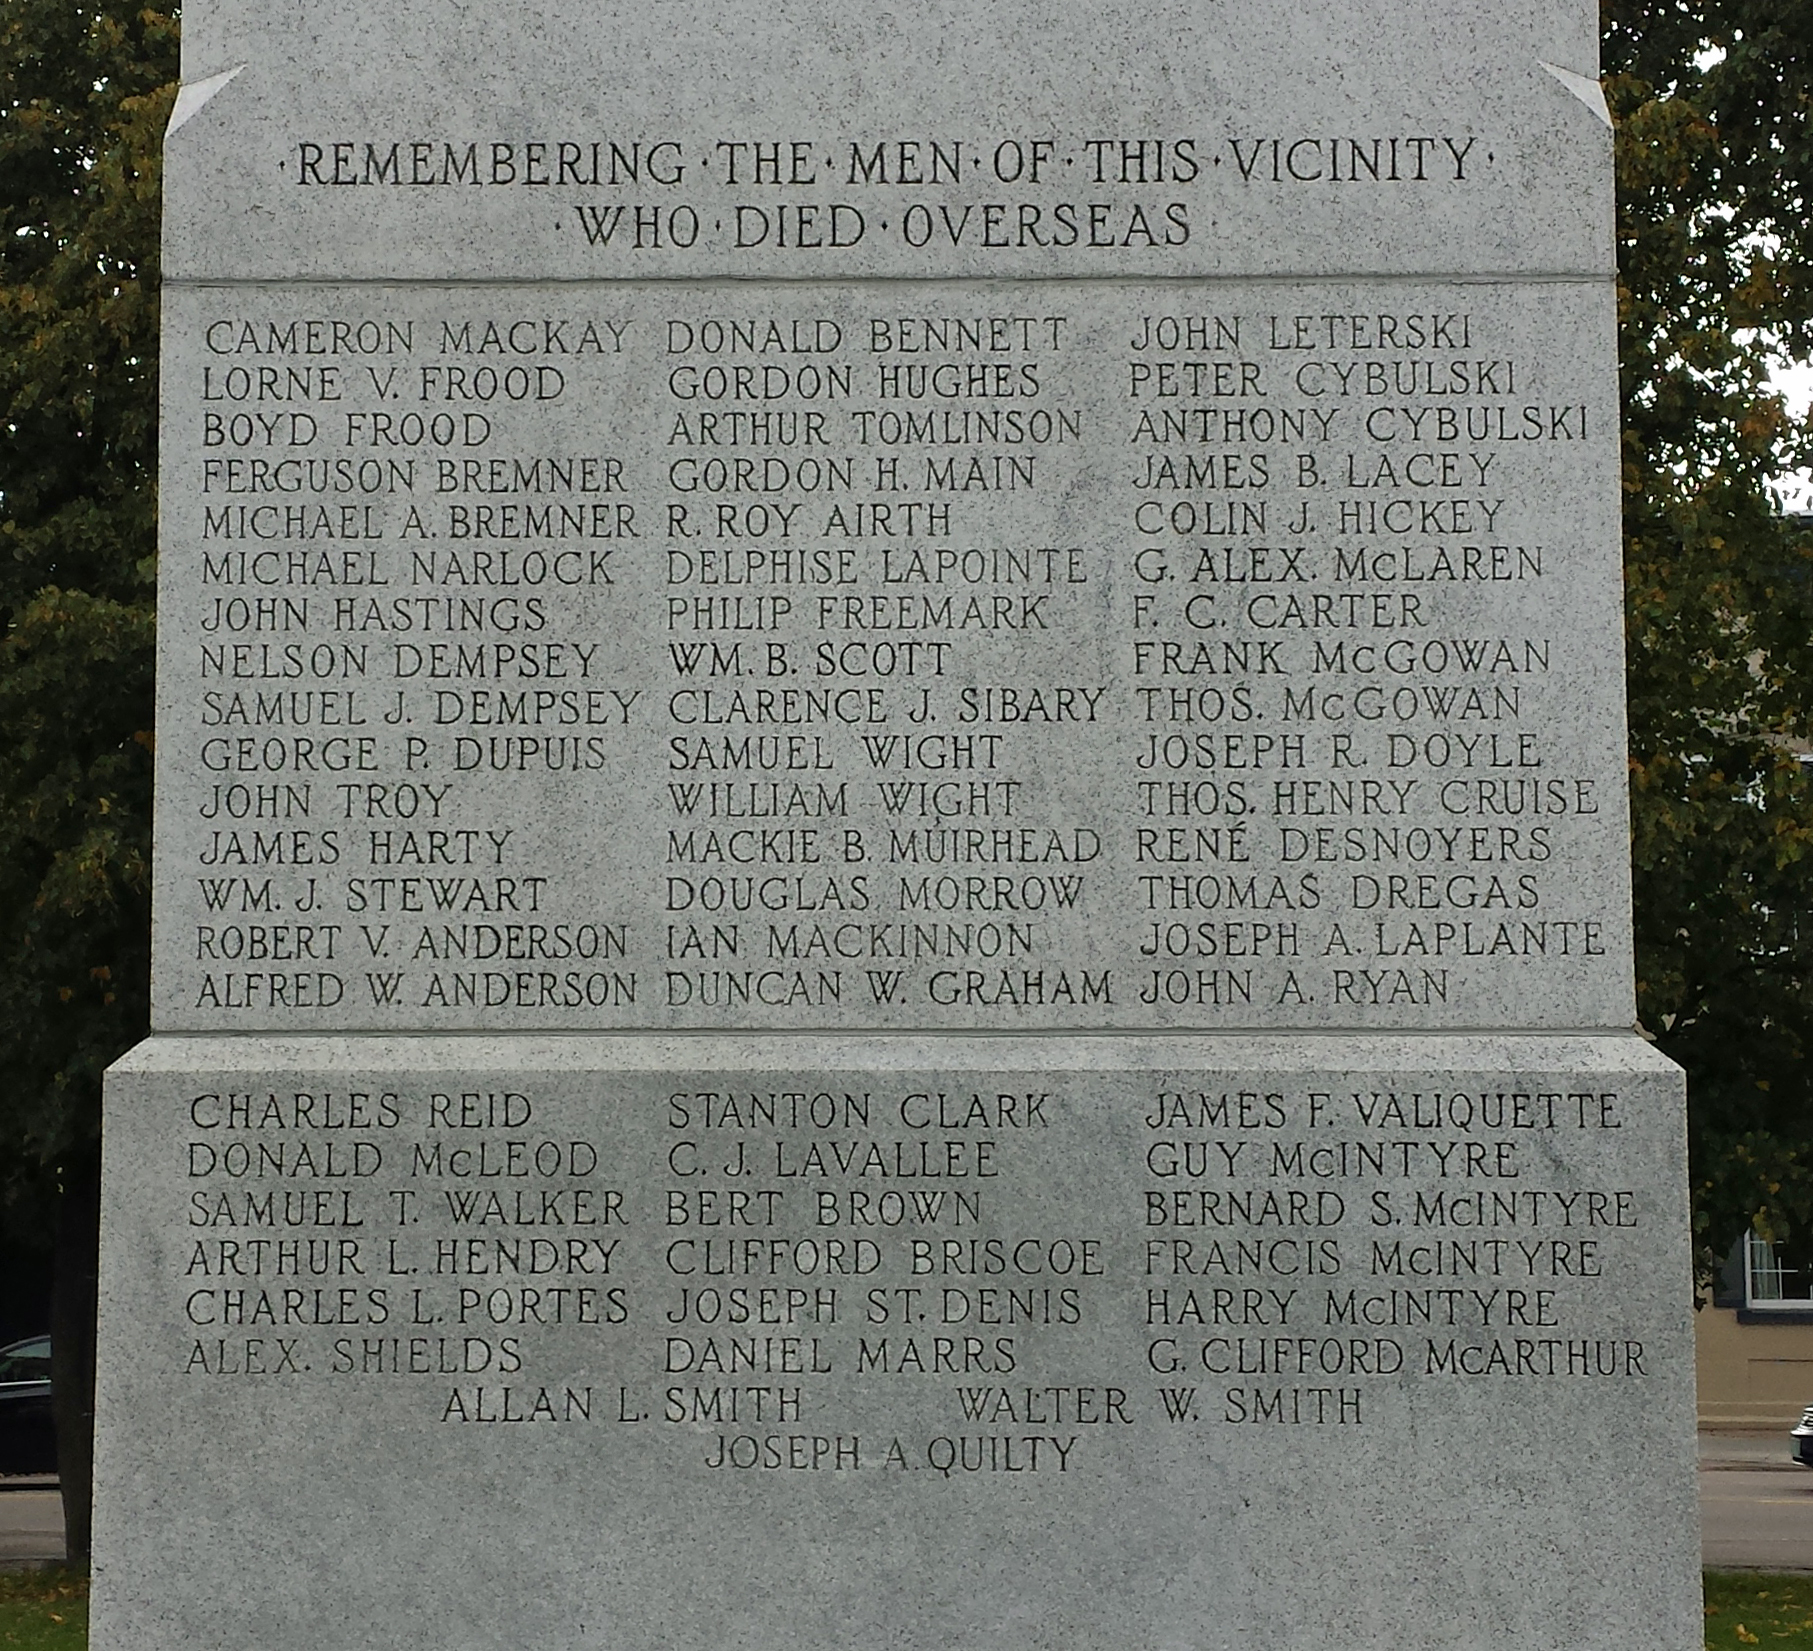 ·REMEMBERING·THE·MEN·OF·THIS·VICINITY·
·WHO·DIED·OVERSEAS·
CAMERON MACKAY DONALD BENNETT JOHN LETERSKI
LORNE V. FROOD GORDON HUGHES PETER CYBULSKI
BOYD FROOD ARTHUR TOMLINSON ANTHONY CYBULSKI
FERGUSON BREMNER GORDON H. MAIN JAMES B. LACEY
MICHAEL A. BREMNER R. ROY AIRTH COLIN J. HICKEY
MICHAEL NARLOCK DELPHISE LAPOINTE G. ALEX. McLAREN
JOHN HASTINGS PHILIP FREEMARK F. C. CARTER
NELSON DEMPSEY WM. B. SCOTT FRANK McGOWAN
SAMUEL J. DEMPSEY CLARENCE J. SIBARY THOS. McGOWAN
GEORGE P. DUPUIS SAMUEL WIGHT JOSEPH R. DOYLE
JOHN TROY WILLIAM WIGHT THOS. HENRY CRUISE
JAMES HARTY MACKIE B. MUIRHEAD RENÉ DESNOYERS
WM. J. STEWART DOUGLAS MORROW THOMAS DREGAS
ROBERT V. ANDERSON IAN MACKINNON JOSEPH A. LAPLANTE
ALFRED W. ANDERSON DUNCAN W. GRAHAM JOHN A. RYAN
CHARLES REID STANTON CLARK JAMES F. VALIQUETTE
DONALD McLEOD C. J. LAVALLEE GUY McINTYRE
SAMUEL T. WALKER BERT BROWN BERNARD S. McINTYRE
ARTHUR L. HENDRY CLIFFORD BRISCOE FRANCIS McINTYRE
CHARLES L. PORTES JOSEPH ST. DENIS HARRY McINTYRE
ALEX. SHIELDS DANIEL MARRS G. CLIFFORD McARTHUR
ALLAN L. SMITH WALTER W. SMITH
JOSEPH A. QUILTY